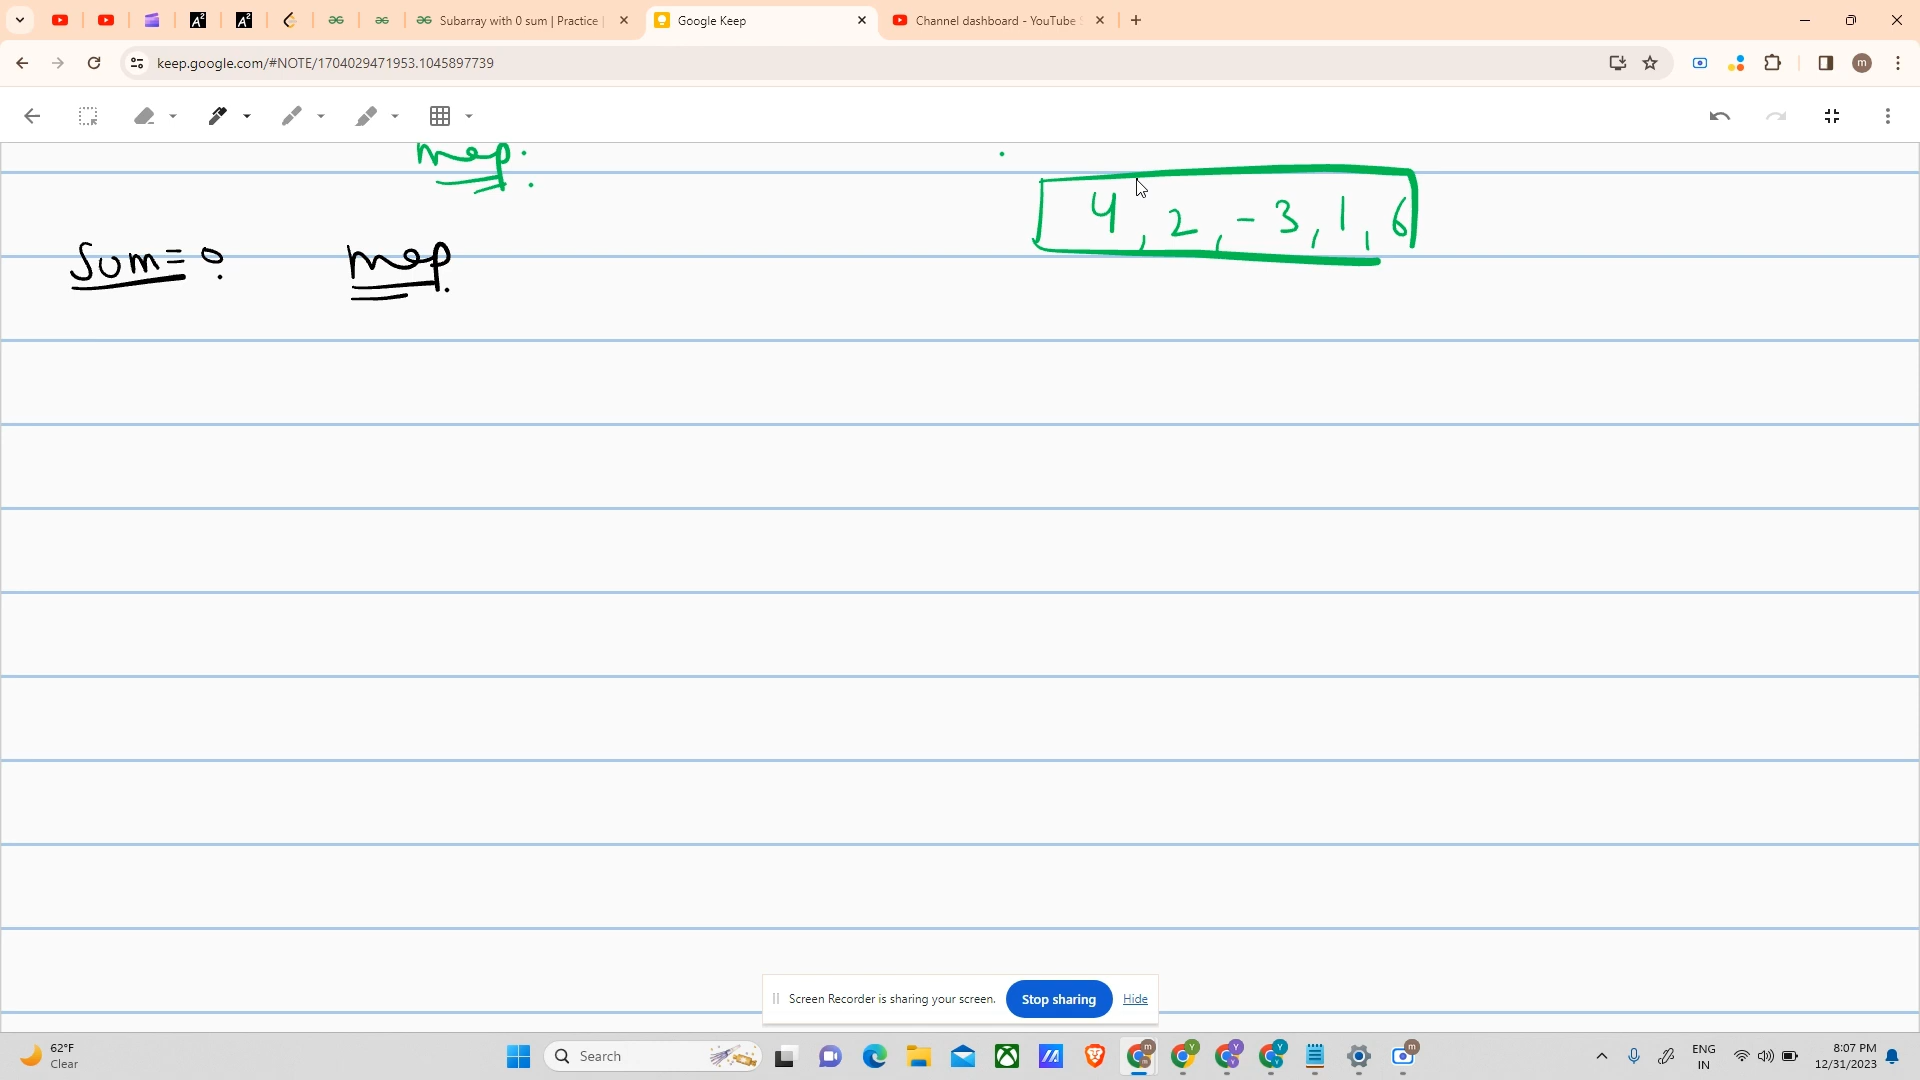 Subarray with 0 sum | Practice |
Google Keep
Channel dashboard - YouTube S
keep.google.com/#NOTE/1704029471953.1045897739
m
map.
4, 2, -3, 1, 6
Sum = 0. map.
Screen Recorder is sharing your screen. Stop sharing Hide
62°F
Clear
Search
ENG
IN
8:07 PM
12/31/2023